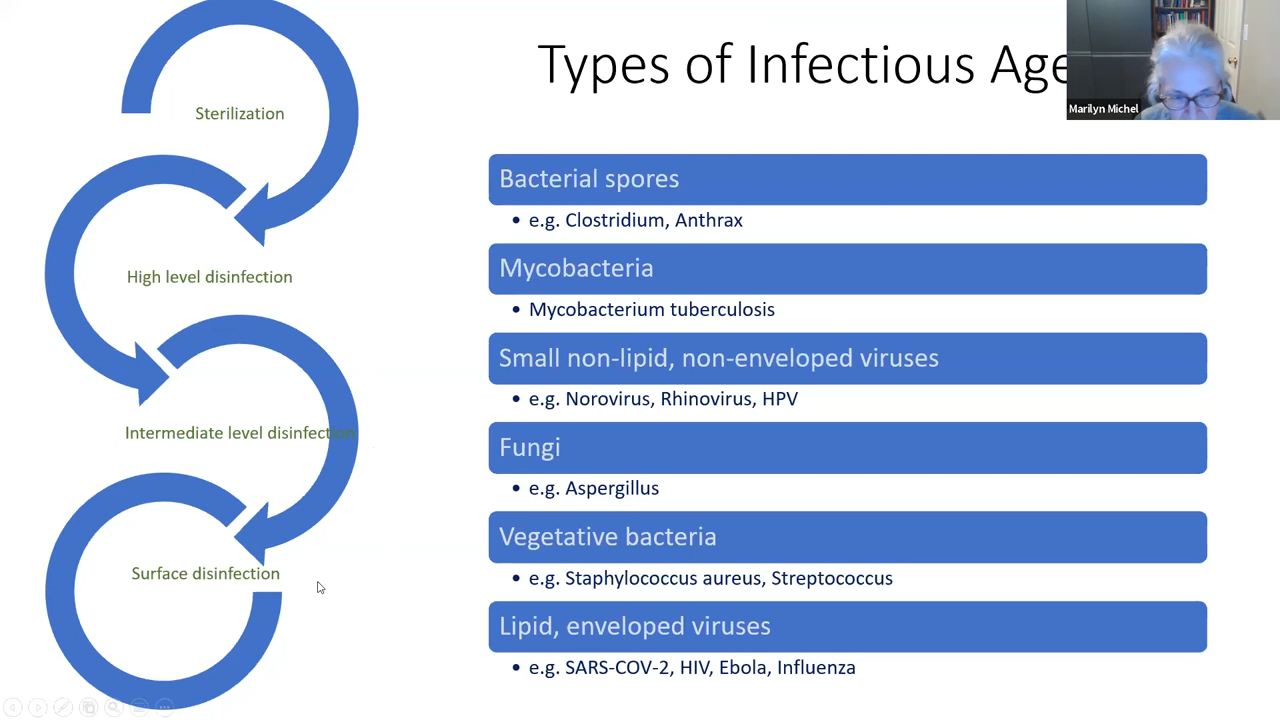 Types of Infectious Age
Marilyn Michel
Sterilization
High level disinfection
Intermediate level disinfection
Surface disinfection
Bacterial spores
• e.g. Clostridium, Anthrax
Mycobacteria
• Mycobacterium tuberculosis
Small non-lipid, non-enveloped viruses
• e.g. Norovirus, Rhinovirus, HPV
Fungi
• e.g. Aspergillus
Vegetative bacteria
• e.g. Staphylococcus aureus, Streptococcus
Lipid, enveloped viruses
• e.g. SARS-COV-2, HIV, Ebola, Influenza